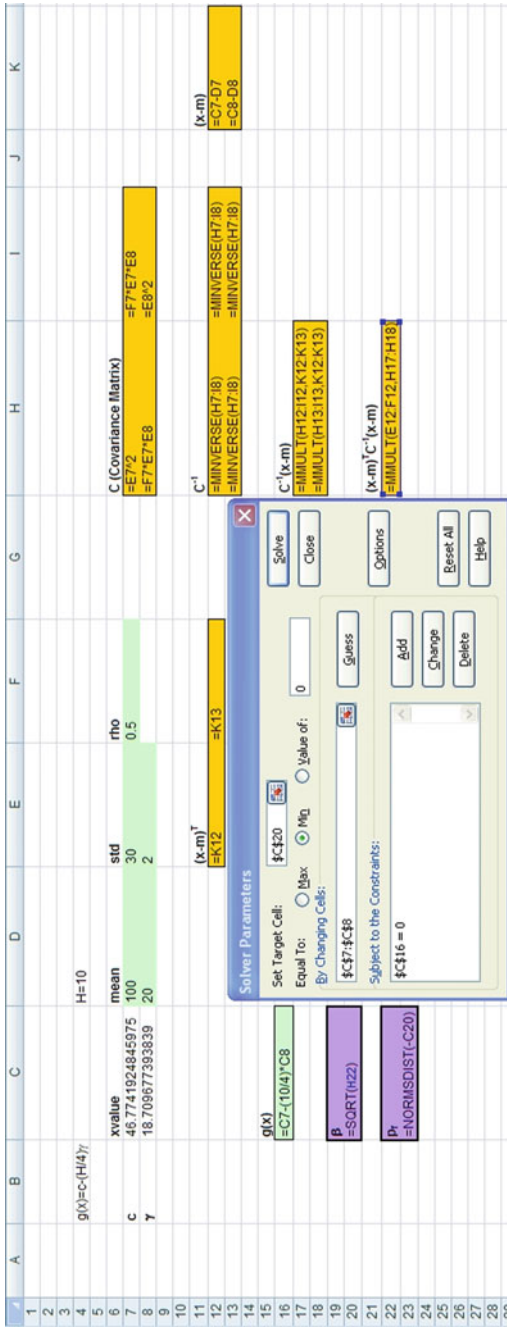 A B C D E F G H I J K
1
2
3
4 g(x)=c-(H/4)γ H=10
5
6 xvalue mean std rho C (Covariance Matrix)
7 c 46.7741924845975 100 30 0.5 =E7^2 =F7*E7*E8
8 γ 18.709677393839 20 2 =F7*E7*E8 =E8^2
9
10
11 (x-m)ᵀ C⁻¹ (x-m)
12 =K12 =K13 =MINVERSE(H7:I8) =MINVERSE(H7:I8) =C7-D7
13 =MINVERSE(H7:I8) =MINVERSE(H7:I8) =C8-D8
14
15 g(x)
16 =C7-(10/4)*C8 C⁻¹(x-m)
17 =MMULT(H12:I12,K12:K13)
18 =MMULT(H13:I13,K12:K13)
19 β
20 =SQRT(H22)
21 (x-m)ᵀC⁻¹(x-m)
22 pf =MMULT(E12:F12,H17:H18)
23 =NORMSDIST(-C20)
24
25
26
27
28
29
Solver Parameters
Set Target Cell: $C$20 Solve
Equal To: Max Min Value of: 0 Close
By Changing Cells:
$C$7:$C$8 Guess
Subject to the Constraints: Options
$C$16 = 0 Add
Change
Delete
Reset All
Help